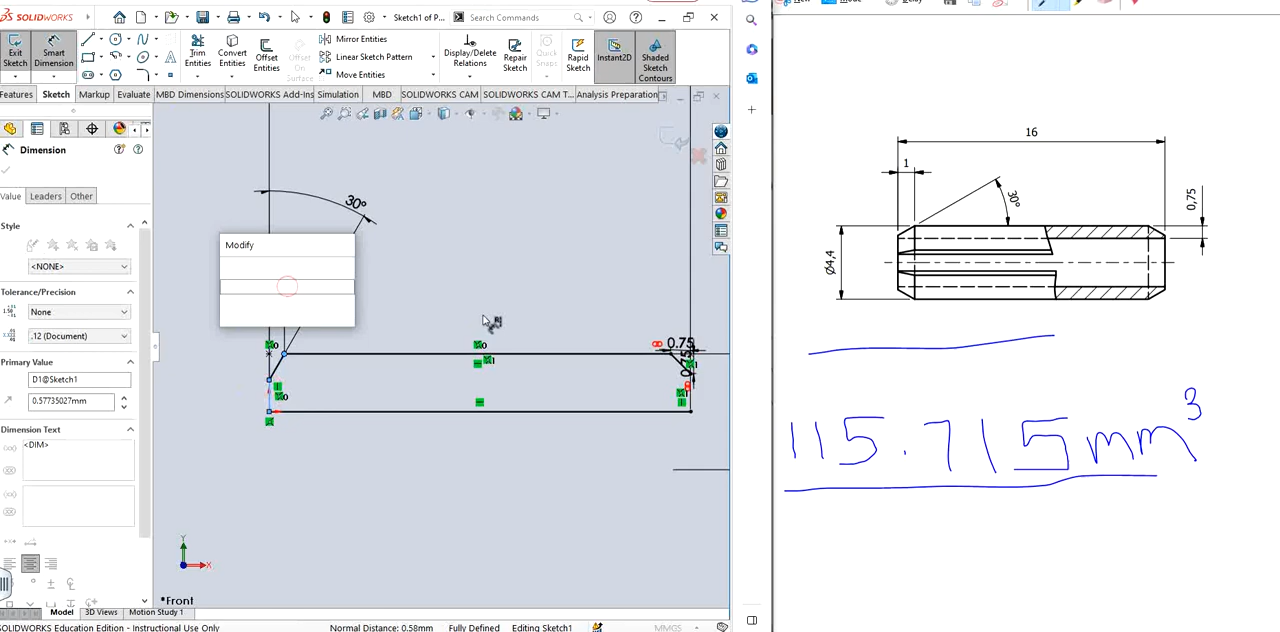 SOLIDWORKS
Sketch1 of P...
Search Commands
Exit Sketch
Smart Dimension
Trim Entities
Convert Entities
Offset Entities
Offset On Surface
Mirror Entities
Linear Sketch Pattern
Move Entities
Display/Delete Relations
Repair Sketch
Quick Snaps
Rapid Sketch
Instant2D
Shaded Sketch Contours
Features
Sketch
Markup
Evaluate
MBD Dimensions
SOLIDWORKS Add-Ins
Simulation
MBD
SOLIDWORKS CAM
SOLIDWORKS CAM T...
Analysis Preparation
Dimension
Value
Leaders
Other
Style
<NONE>
Tolerance/Precision
None
.12 (Document)
Primary Value
D1@Sketch1
0.57735027mm
Dimension Text
<DIM>
30°
Modify
0.75
0.75
*Front
Model
3D Views
Motion Study 1
SOLIDWORKS Education Edition - Instructional Use Only
Normal Distance: 0.58mm
Fully Defined
Editing Sketch1
MMGS
16
1
30°
0,75
Ø4,4
115.715mm³